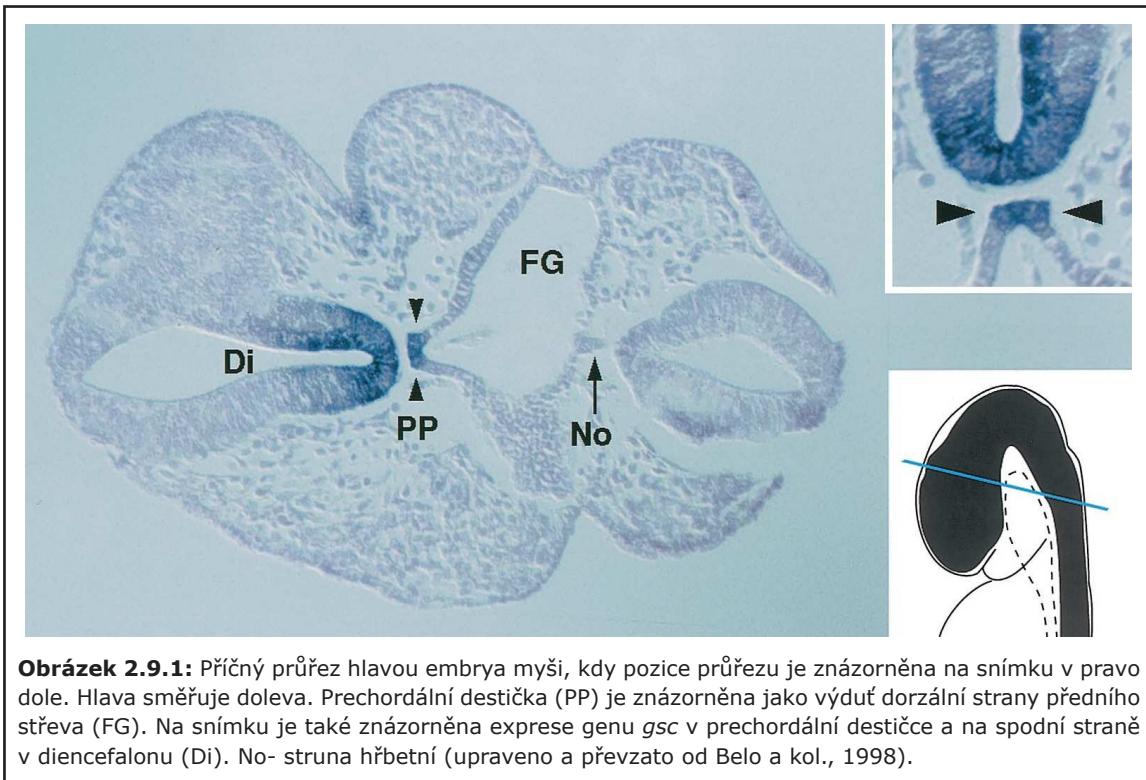 FG
Di
PP
No
Obrázek 2.9.1: Příčný průřez hlavou embrya myši, kdy pozice průřezu je znázorněna na snímku v pravo
dole. Hlava směřuje doleva. Prechordální destička (PP) je znázorněna jako výduť dorzální strany předního
střeva (FG). Na snímku je také znázorněna exprese genu gsc v prechordální destičce a na spodní straně
v diencefalonu (Di). No- struna hřbetní (upraveno a převzato od Belo a kol., 1998).